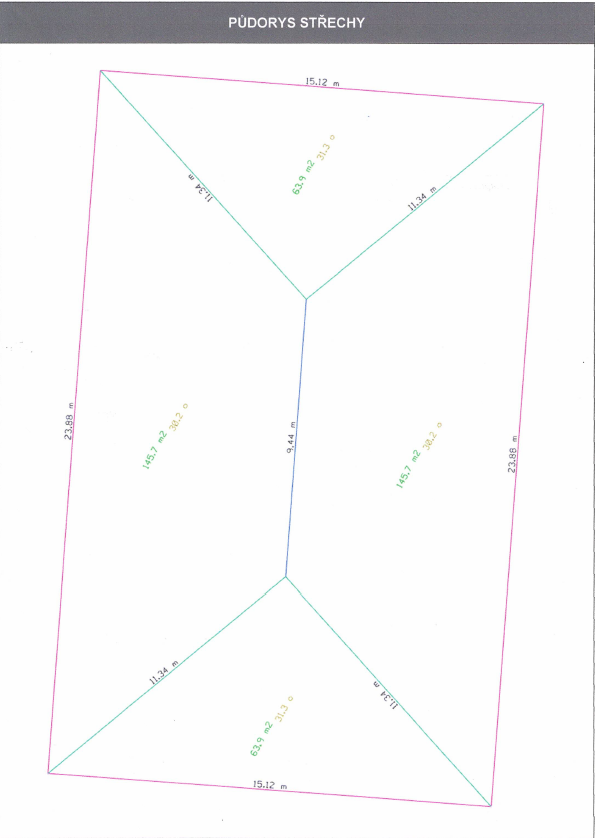 PŮDORYS STŘECHY
15.12 m
63.9 m2 31.3 °
11.34 m
11.34 m
23.88 m
145.7 m2 30.2 °
9.44 m
145.7 m2 30.2 °
23.88 m
11.34 m
11.34 m
63.9 m2 31.3 °
15.12 m